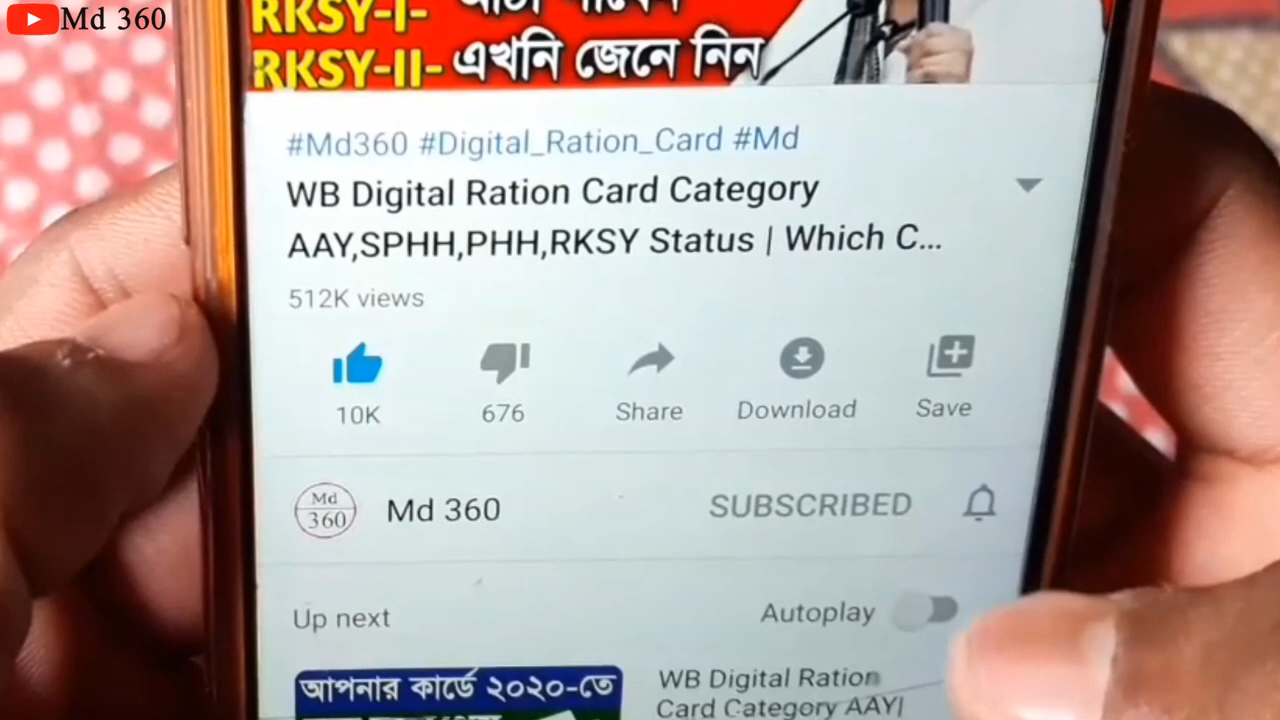 Md 360
RKSY-I-
RKSY-II- এখনি জেনে নিন
#Md360 #Digital_Ration_Card #Md
WB Digital Ration Card Category
AAY,SPHH,PHH,RKSY Status | Which C...
512K views
10K 676 Share Download Save
Md 360 Md 360 SUBSCRIBED
Up next Autoplay
আপনার কার্ডে ২০২০-তে
WB Digital Ration
Card Category AAY|